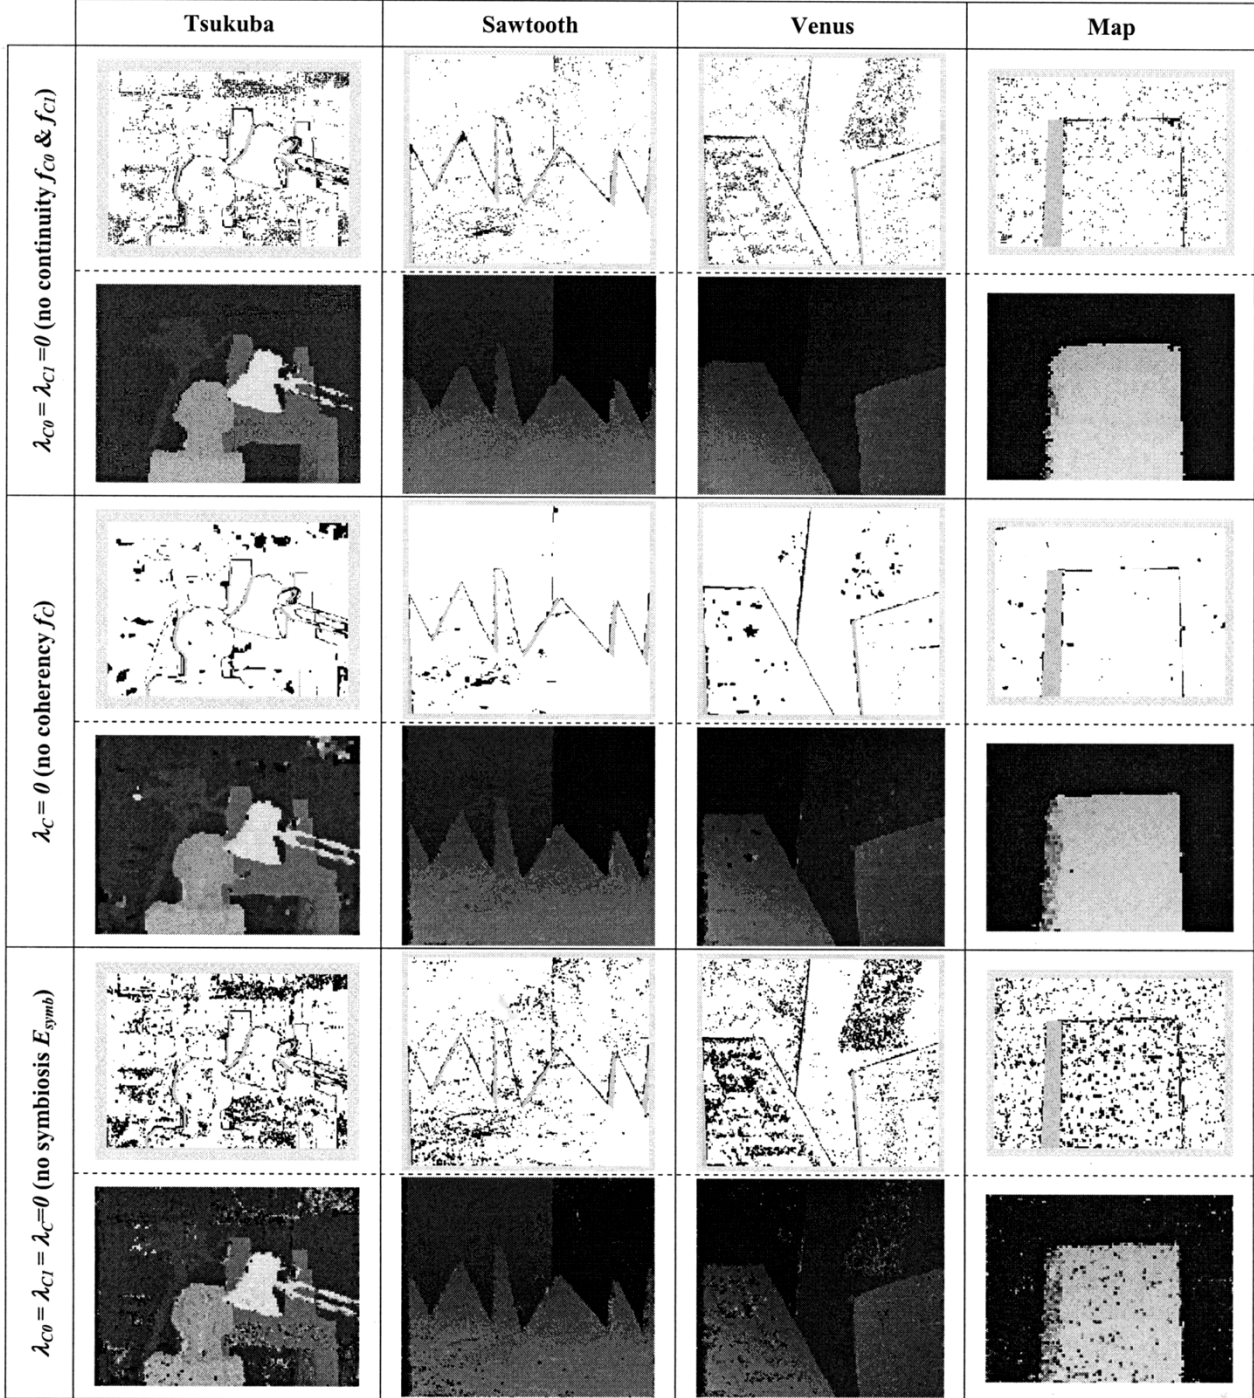 Tsukuba Sawtooth Venus Map
λC0 = λC1 =0 (no continuity fC0 & fC1)
λC = 0 (no coherency fC)
λC0 = λC1 = λC=0 (no symbiosis Esymb)